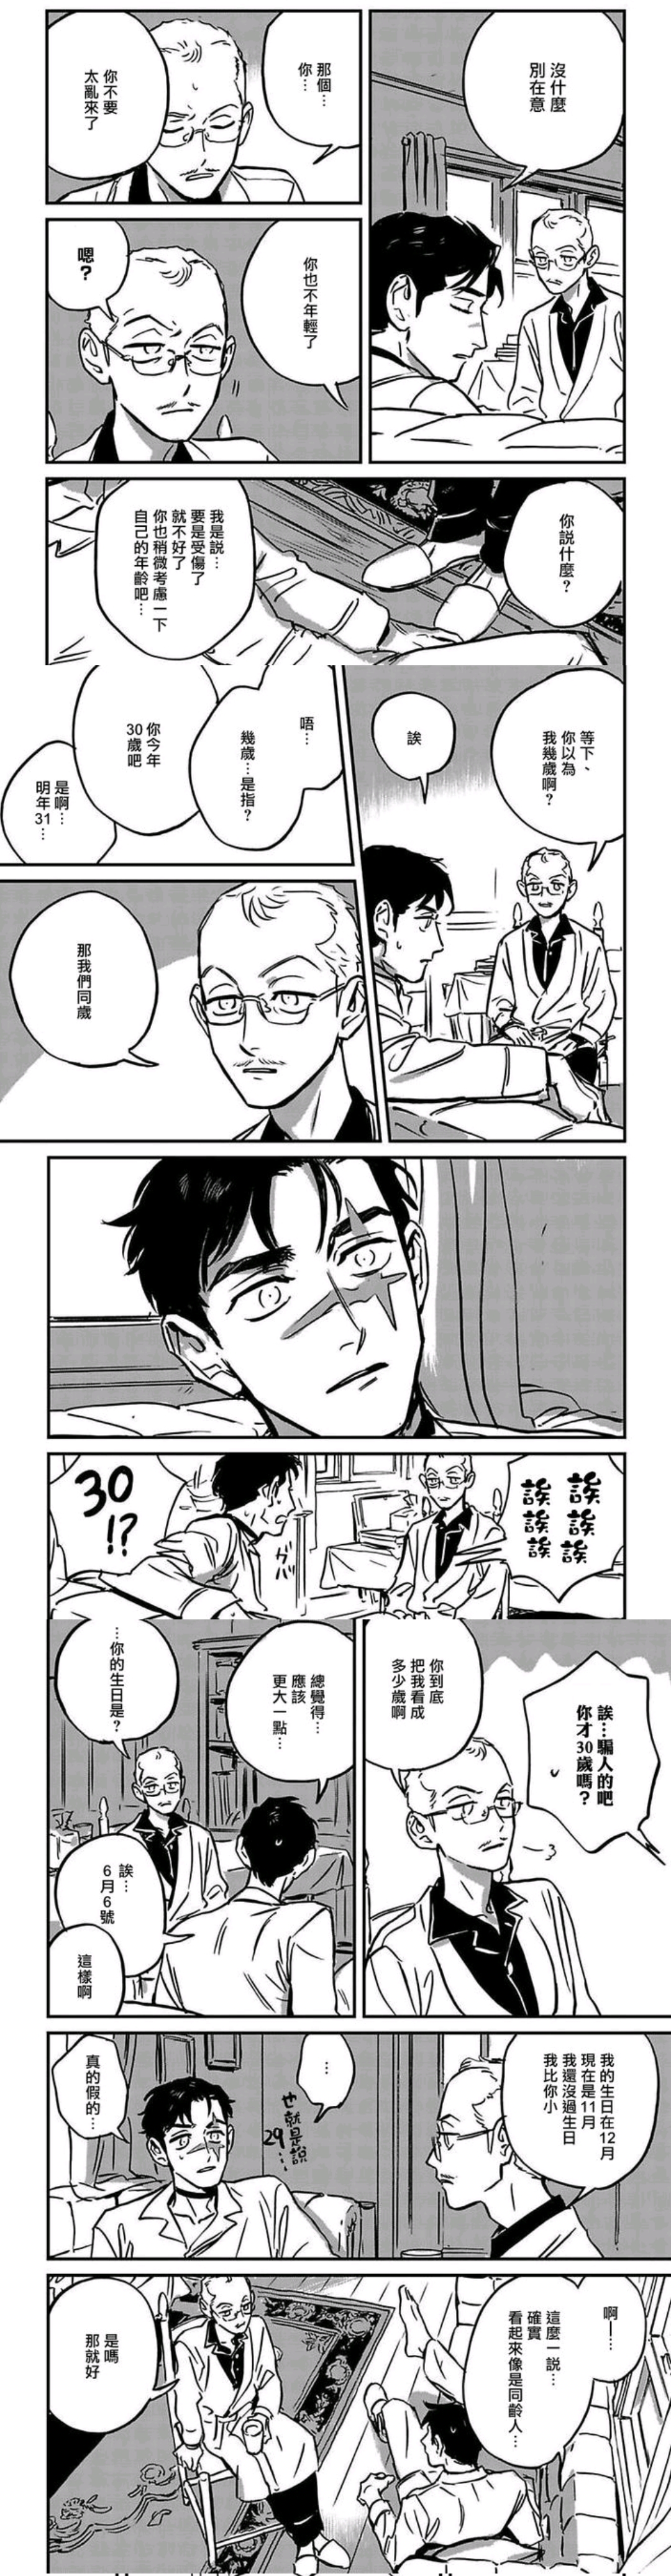 沒什麼
別在意
那個…
你…
你不要
太亂來了
你也不年輕了
嗯？
你說什麼？
我是說…
要是受傷了
就不好了
你也稍微考慮一下
自己的年齡吧…
等下、
你以為
我幾歲啊？
誒
唔…
幾歲…是指？
你今年
30歲吧
是啊…
明年31…
那我們同歲
誒誒誒
誒誒誒
30
!?
ガバ
誒…騙人的吧
你才30歲嗎？
你到底
把我看成
多少歲啊
總覺得…
應該
更大一點…
…你的生日是？
誒…
6月6號
這樣啊
我的生日在12月
現在是11月
我還沒過生日
我比你小
…
也就是說
29…
真的假的…
啊—…
這麼一說…
確實
看起來像是同齡人…
是嗎
那就好